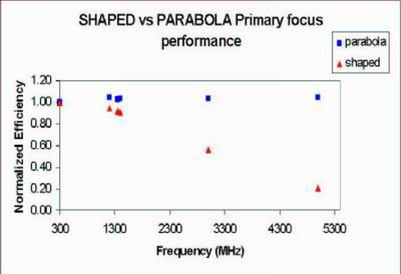 SHAPED vs PARABOLA Primary focus
performance
parabola
shaped
Normalized Efficiency
1.20
1.00
0.80
0.60
0.40
0.20
0.00
300 1300 2300 3300 4300 5300
Frequency (MHz)